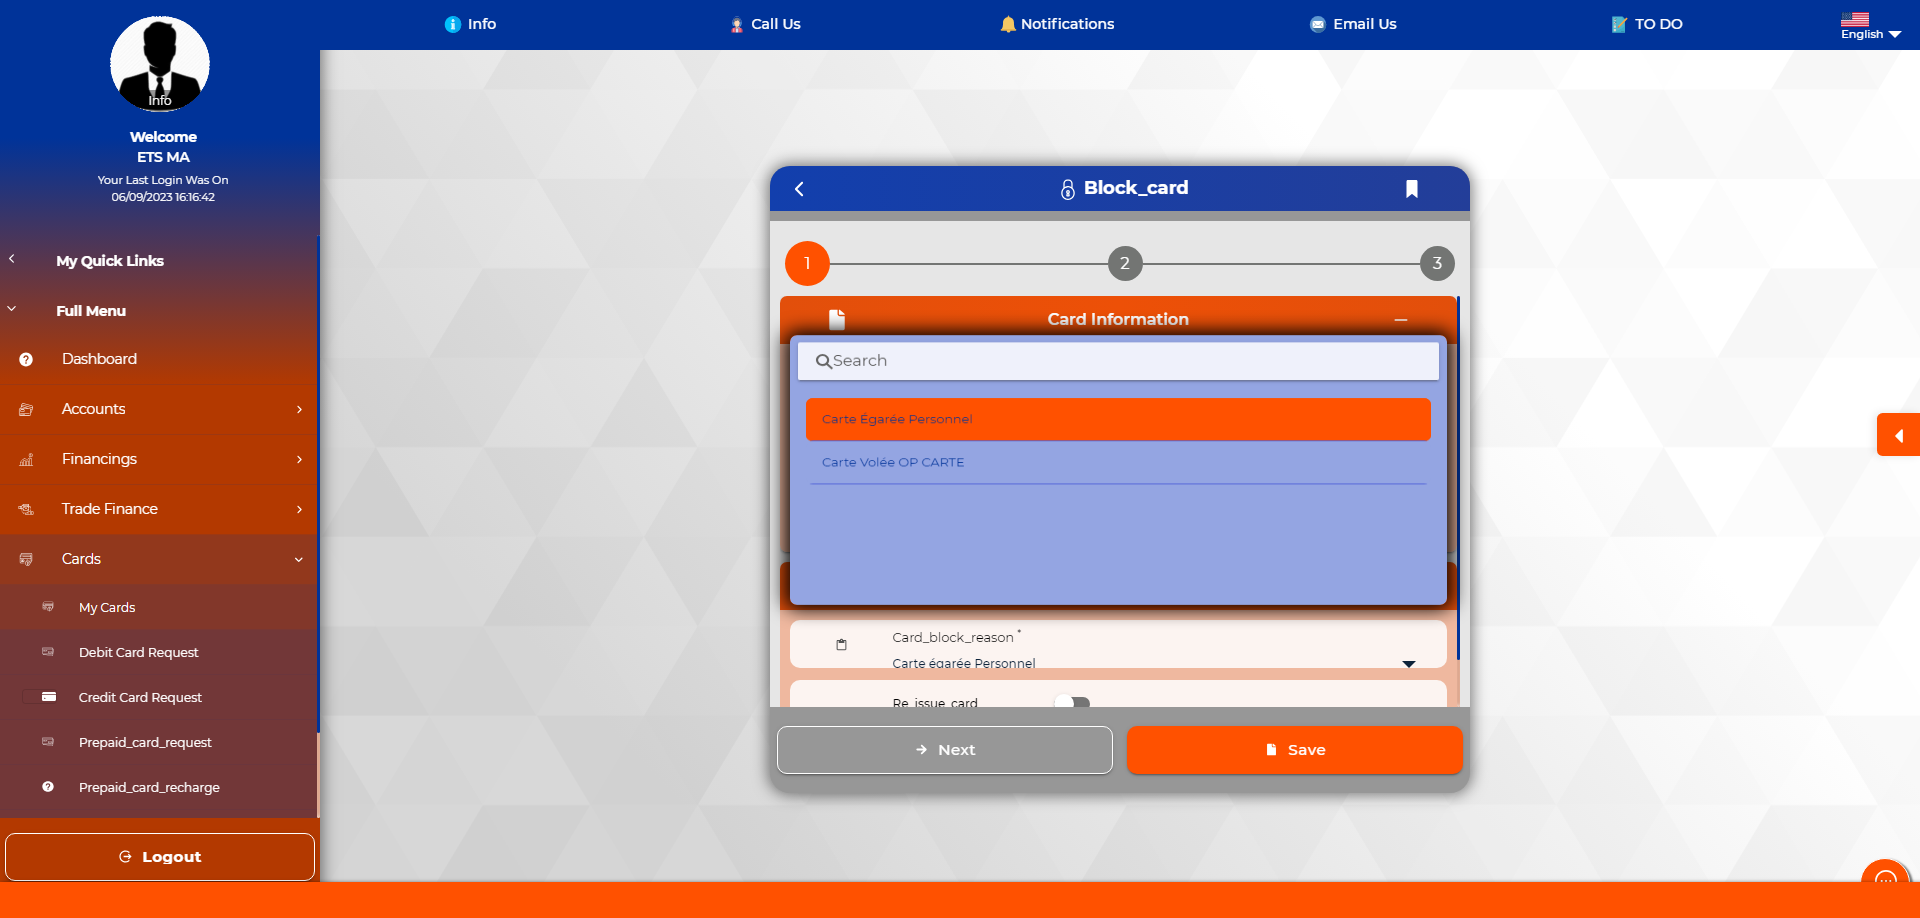 Info
Call Us
Notifications
Email Us
TO DO
English
Info
Welcome
ETS MA
Your Last Login Was On
06/09/2023 16:16:42
My Quick Links
Full Menu
Dashboard
Accounts
Financings
Trade Finance
Cards
My Cards
Debit Card Request
Credit Card Request
Prepaid_card_request
Prepaid_card_recharge
Logout
Block_card
1
2
3
Card Information
Search
Carte Égarée Personnel
Carte Volée OP CARTE
Card_block_reason *
Carte égarée Personnel
Re_issue_card
Next
Save